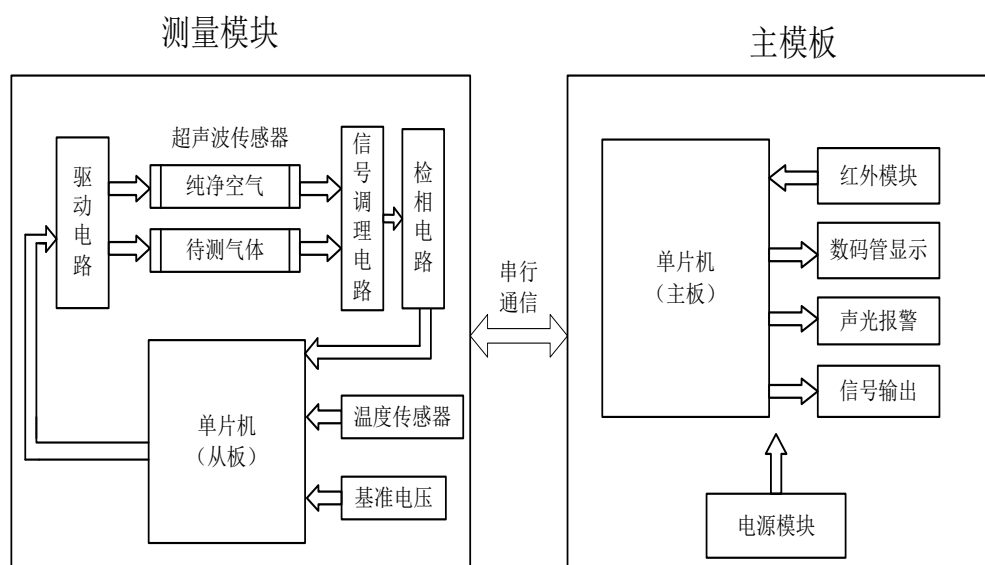 测量模块
主模板
超声波传感器
驱动电路
纯净空气
待测气体
信号调理电路
检相电路
单片机
（从板）
温度传感器
基准电压
串行
通信
单片机
（主板）
红外模块
数码管显示
声光报警
信号输出
电源模块